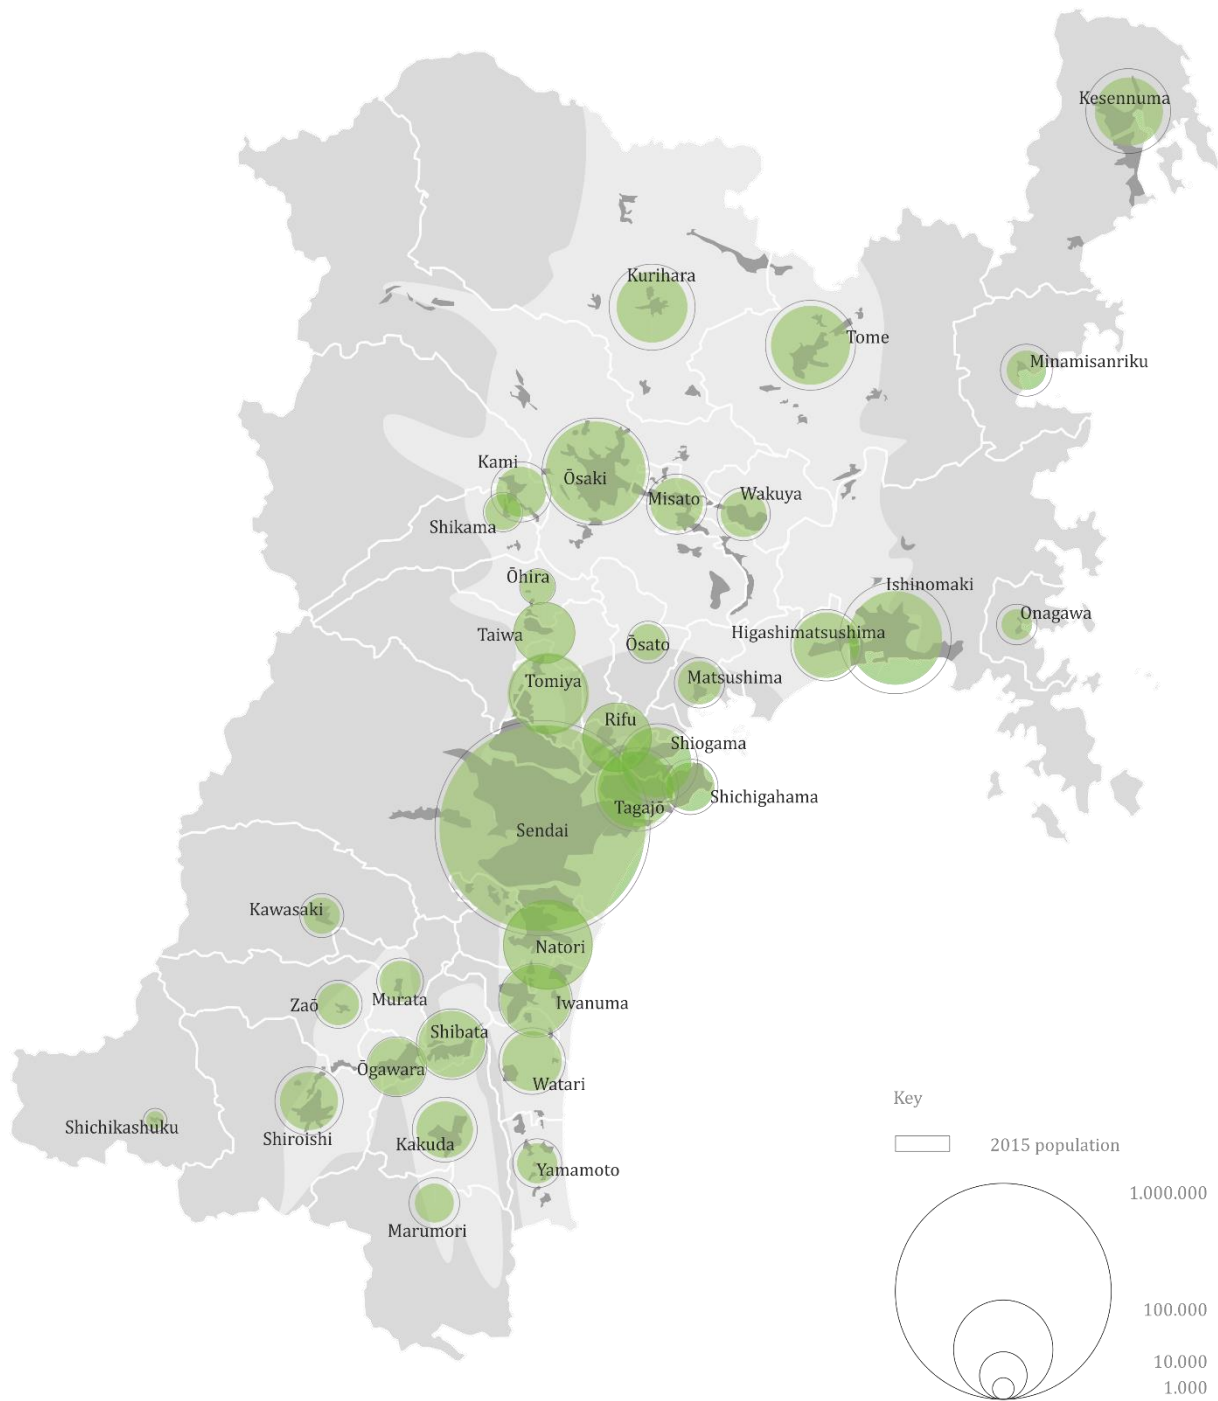 Kesennuma
Kurihara
Tome
Minamisanriku
Kami
Ōsaki
Misato
Wakuya
Shikama
Ōhira
Ishinomaki
Onagawa
Taiwa
Ōsato
Higashimatsushima
Tomiya
Matsushima
Rifu
Shiogama
Shichigahama
Tagajō
Sendai
Kawasaki
Natori
Murata
Zaō
Iwanuma
Shibata
Ōgawara
Watari
Shichikashuku
Shiroishi
Kakuda
Yamamoto
Marumori
Key
2015 population
1.000.000
100.000
10.000
1.000